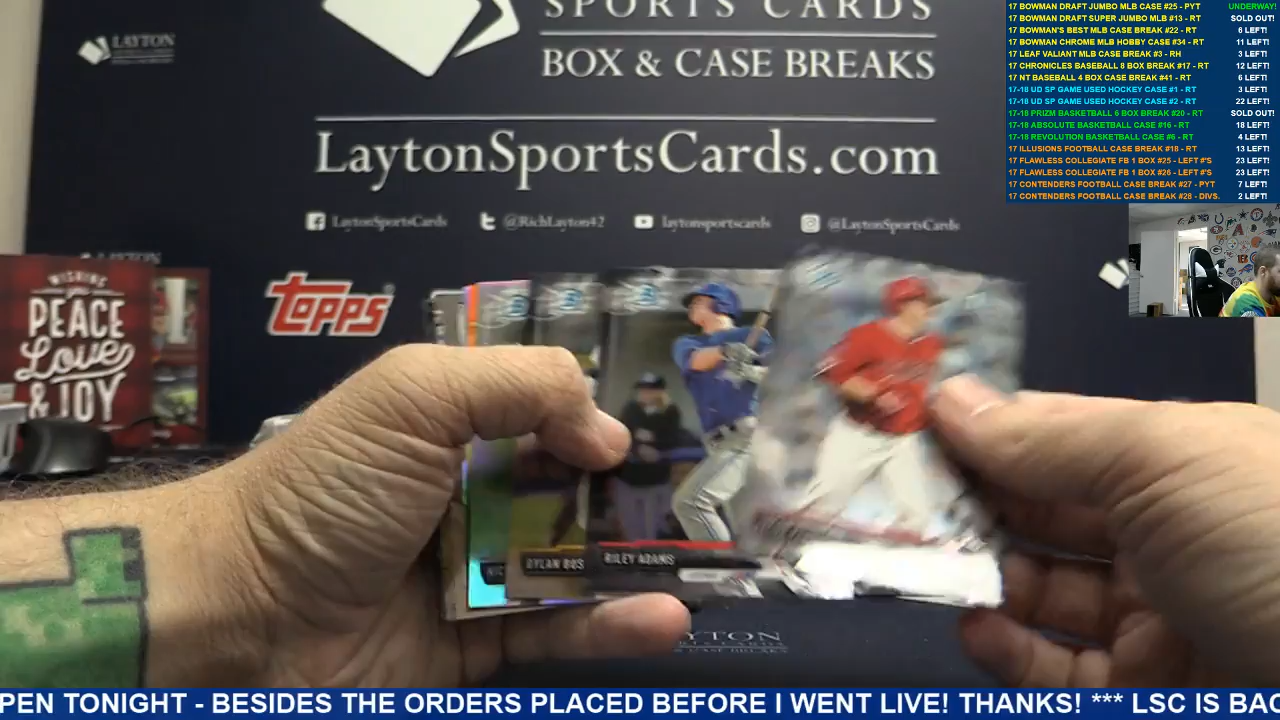 SPORTS CARDS
BOX & CASE BREAKS
LaytonSportsCards.com
LaytonSportsCards
@RichLayton42
laytonsportscards
@LaytonSportsCards
LAYTON
17 BOWMAN DRAFT JUMBO MLB CASE #25 - PYT UNDERWAY!
17 BOWMAN DRAFT SUPER JUMBO MLB #13 - RT SOLD OUT!
17 BOWMAN'S BEST MLB CASE BREAK #22 - RT 6 LEFT!
17 BOWMAN CHROME MLB HOBBY CASE #34 - RT 11 LEFT!
17 LEAF VALIANT MLB CASE BREAK #3 - RH 3 LEFT!
17 CHRONICLES BASEBALL 8 BOX BREAK #17 - RT 12 LEFT!
17 NT BASEBALL 4 BOX CASE BREAK #41 - RT 6 LEFT!
17-18 UD SP GAME USED HOCKEY CASE #1 - RT 3 LEFT!
17-18 UD SP GAME USED HOCKEY CASE #2 - RT 22 LEFT!
17-18 PRIZM BASKETBALL 6 BOX BREAK #20 - RT SOLD OUT!
17-18 ABSOLUTE BASKETBALL CASE #16 - RT 18 LEFT!
17-18 REVOLUTION BASKETBALL CASE #6 - RT 4 LEFT!
17 ILLUSIONS FOOTBALL CASE BREAK #18 - RT 13 LEFT!
17 FLAWLESS COLLEGIATE FB 1 BOX #25 - LEFT #'S 23 LEFT!
17 FLAWLESS COLLEGIATE FB 1 BOX #26 - LEFT #'S 23 LEFT!
17 CONTENDERS FOOTBALL CASE BREAK #27 - PYT 7 LEFT!
17 CONTENDERS FOOTBALL CASE BREAK #28 - DIVS. 2 LEFT!
WISHING
PEACE
Love
& JOY
TOPPS
DYLAN BUS
RILEY ADAMS
YTON
PEN TONIGHT - BESIDES THE ORDERS PLACED BEFORE I WENT LIVE! THANKS! *** LSC IS BAC